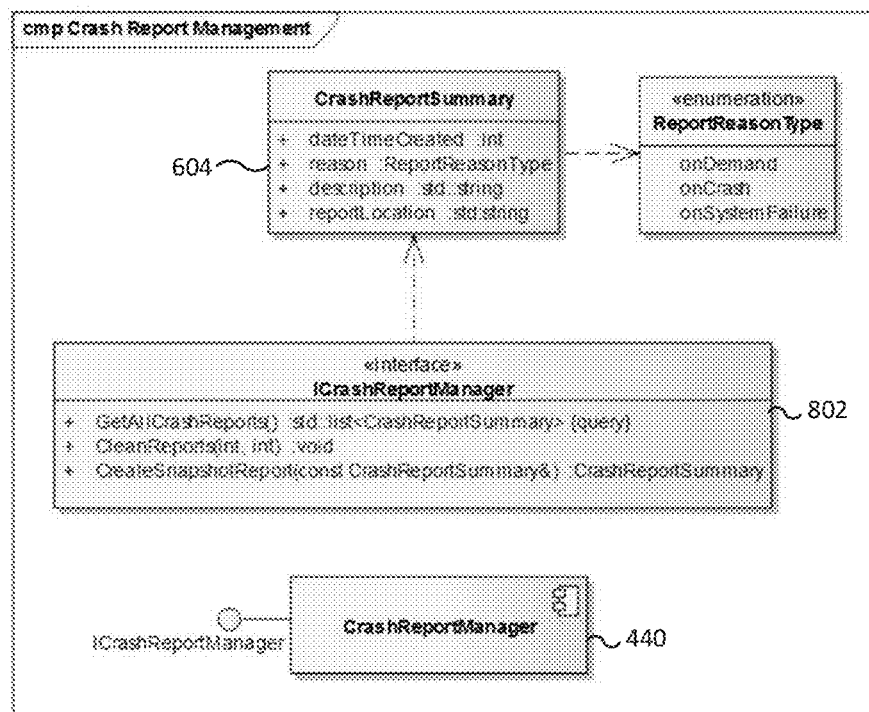 cmp Crash Report Management
CrashReportSummary
+ dateTimeCreated :int
+ reason :ReportReasonType
+ description :std:string
+ reportLocation :std:string
604
«enumeration»
ReportReasonType
onDemand
onCrash
onSystemFailure
«interface»
ICrashReportManager
+ GetAllCrashReports() :std:list<CrashReportSummary> {query}
+ CleanReports(int, int) :void
+ CreateSnapshotReport(const CrashReportSummary&) :CrashReportSummary
802
ICrashReportManager
CrashReportManager
440